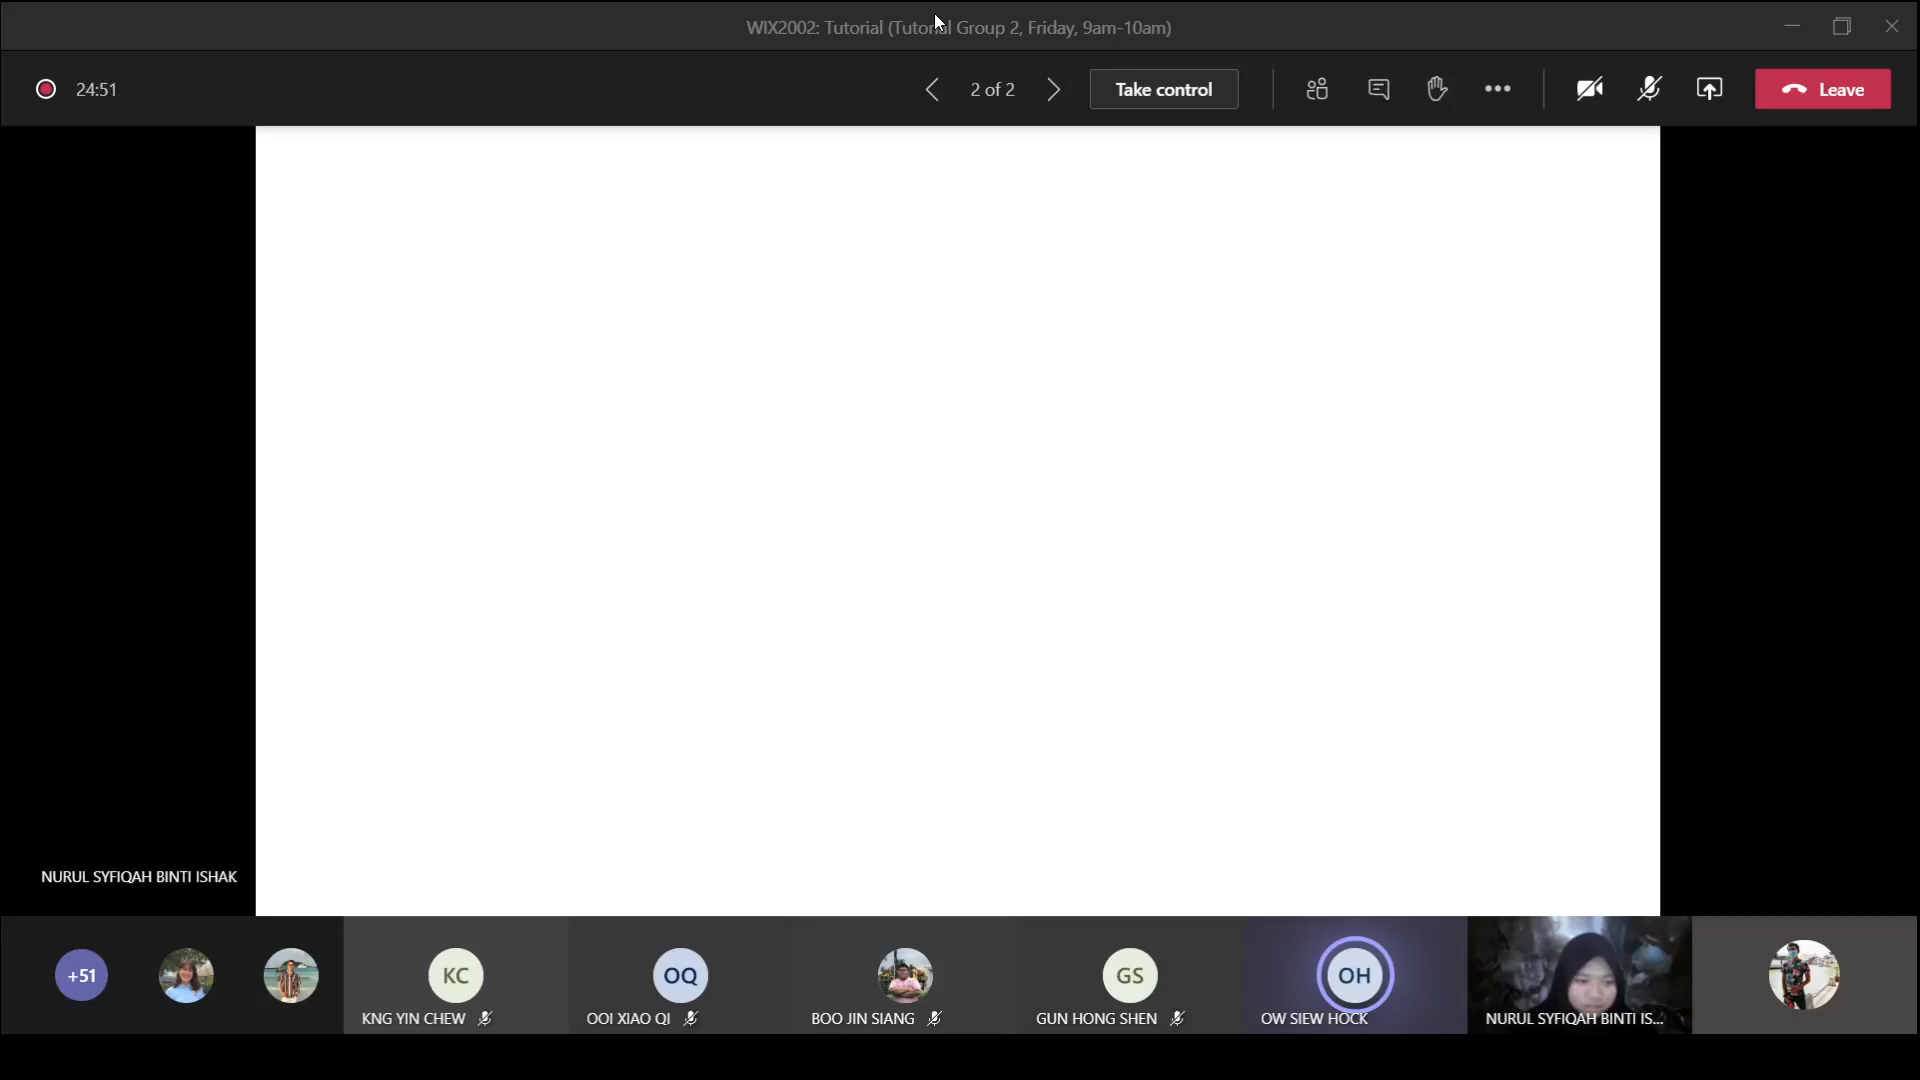 WIX2002: Tutorial (Tutorial Group 2, Friday, 9am-10am)
24:51
2 of 2
Take control
Leave
NURUL SYFIQAH BINTI ISHAK
+51
KC
OQ
GS
OH
KNG YIN CHEW
OOI XIAO QI
BOO JIN SIANG
GUN HONG SHEN
OW SIEW HOCK
NURUL SYFIQAH BINTI IS...